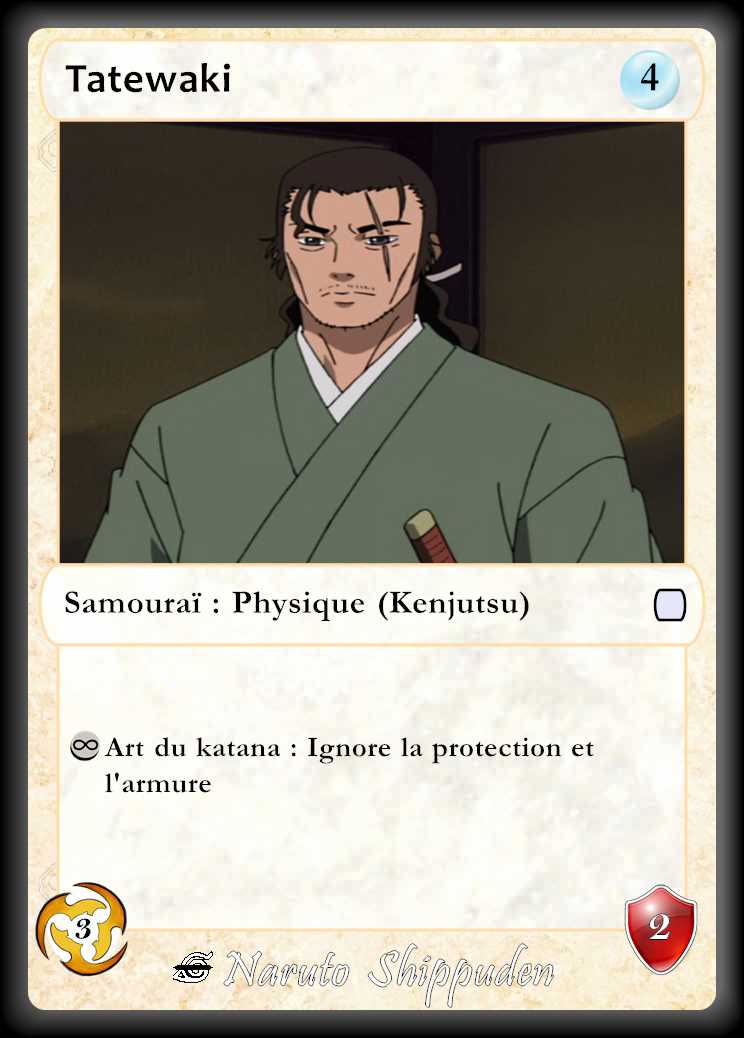 Tatewaki
4
Samouraï : Physique (Kenjutsu)
Art du katana : Ignore la protection et
l'armure
3
2
Naruto Shippuden